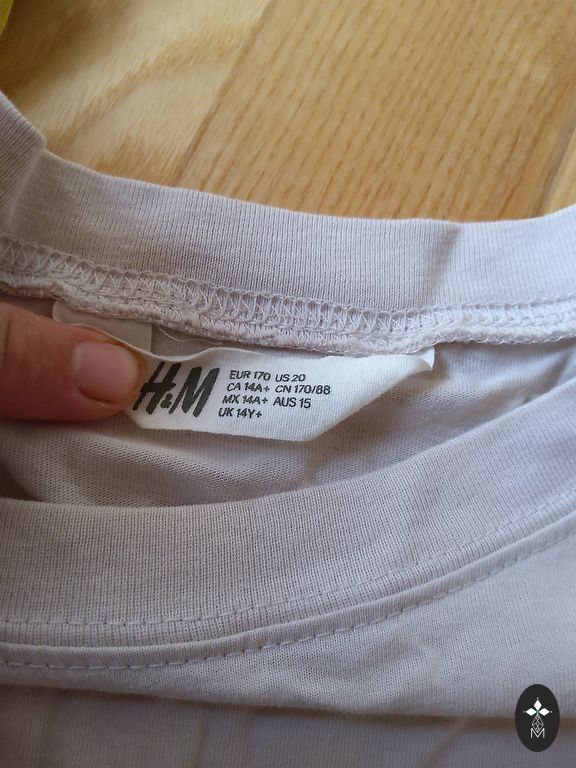 H&M
EUR 170 US 20
CA 14A+ CN 170/88
MX 14A+ AUS 15
UK 14Y+
M